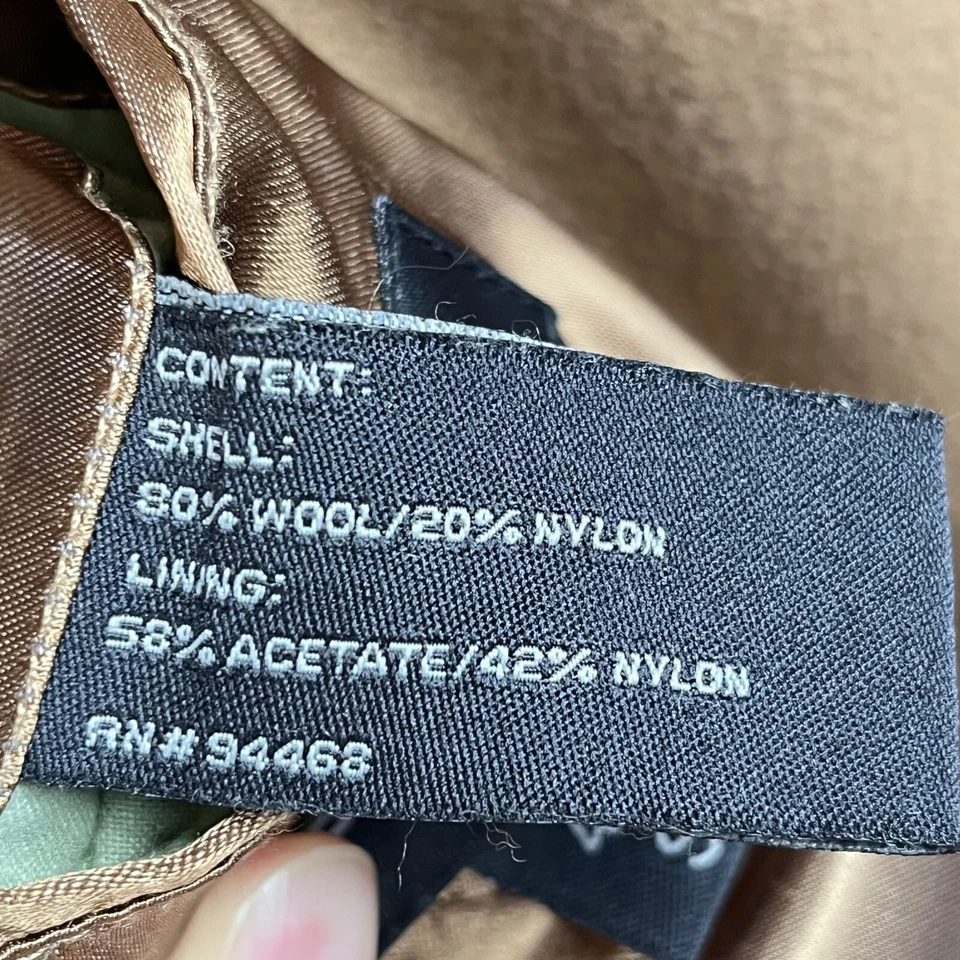 CONTENT:
SHELL:
80% WOOL/20% NYLON
LINING:
58% ACETATE/42% NYLON
RN# 94468